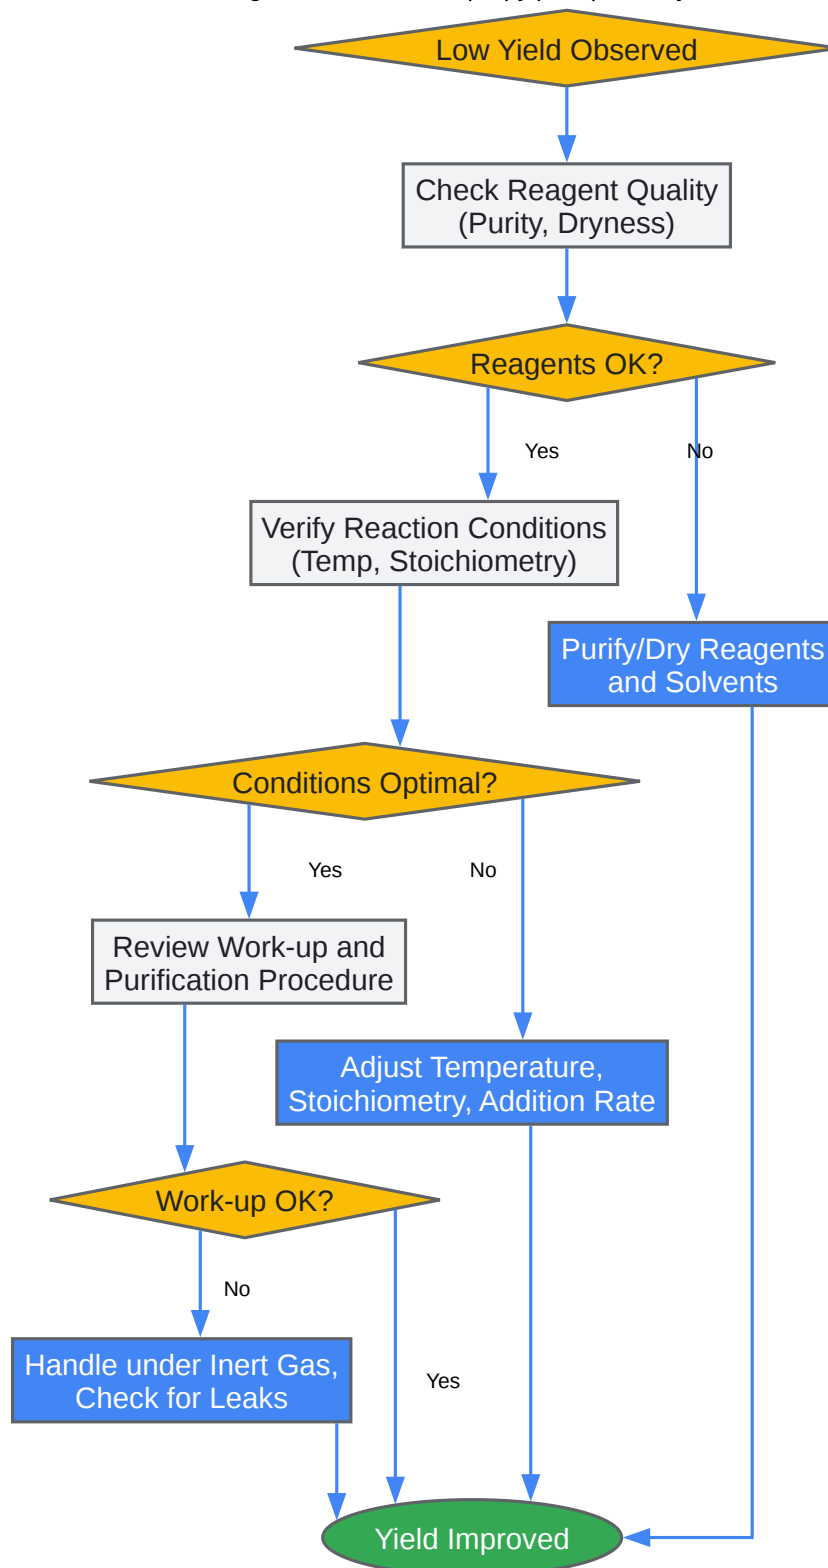 Low Yield Observed
Check Reagent Quality
(Purity, Dryness)
Reagents OK?
Yes
No
Verify Reaction Conditions
(Temp, Stoichiometry)
Purify/Dry Reagents
and Solvents
Conditions Optimal?
Yes
No
Review Work-up and
Purification Procedure
Adjust Temperature,
Stoichiometry, Addition Rate
Work-up OK?
No
Handle under Inert Gas,
Check for Leaks
Yes
Yield Improved